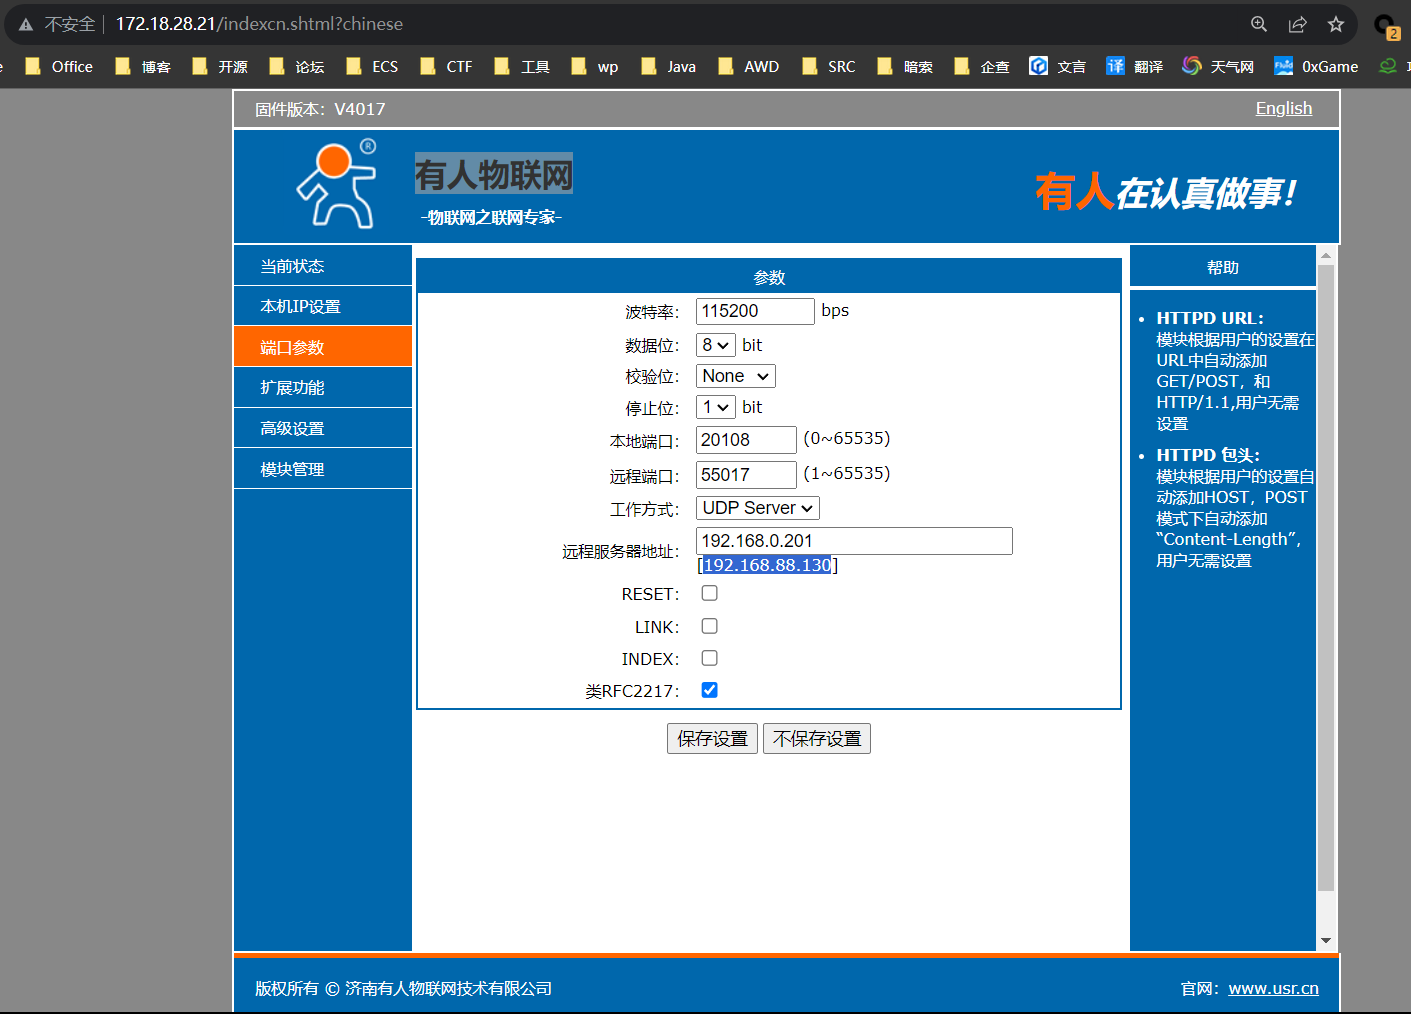 不安全 172.18.28.21/indexcn.shtml?chinese
2
e Office 博客 开源 论坛 ECS CTF 工具 wp Java AWD SRC 暗索 企查 文言 翻译 天气网 0xGame
固件版本：V4017
English
有人物联网
-物联网之联网专家-
有人在认真做事!
当前状态
本机IP设置
端口参数
扩展功能
高级设置
模块管理
参数
波特率： 115200 bps
数据位： 8 bit
校验位： None
停止位： 1 bit
本地端口： 20108 (0~65535)
远程端口： 55017 (1~65535)
工作方式： UDP Server
远程服务器地址： 192.168.0.201
[192.168.88.130]
RESET：
LINK：
INDEX：
类RFC2217：
保存设置 不保存设置
帮助
HTTPD URL：
模块根据用户的设置在
URL中自动添加
GET/POST，和
HTTP/1.1,用户无需
设置
HTTPD 包头：
模块根据用户的设置自
动添加HOST，POST
模式下自动添加
“Content-Length”，
用户无需设置
版权所有 © 济南有人物联网技术有限公司
官网：www.usr.cn